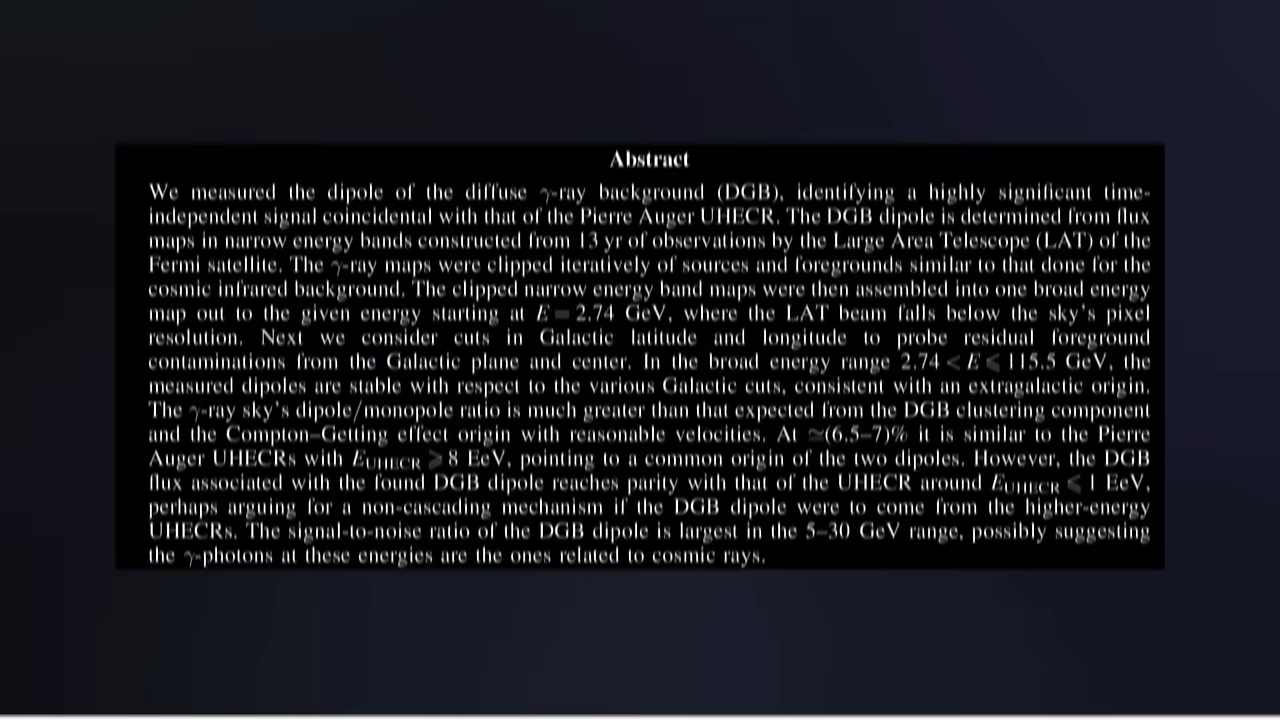 Abstract
We measured the dipole of the diffuse γ-ray background (DGB), identifying a highly significant time-
independent signal coincidental with that of the Pierre Auger UHECR. The DGB dipole is determined from flux
maps in narrow energy bands constructed from 13 yr of observations by the Large Area Telescope (LAT) of the
Fermi satellite. The γ-ray maps were clipped iteratively of sources and foregrounds similar to that done for the
cosmic infrared background. The clipped narrow energy band maps were then assembled into one broad energy
map out to the given energy starting at E = 2.74 GeV, where the LAT beam falls below the sky's pixel
resolution. Next we consider cuts in Galactic latitude and longitude to probe residual foreground
contaminations from the Galactic plane and center. In the broad energy range 2.74 < E ⩽ 115.5 GeV, the
measured dipoles are stable with respect to the various Galactic cuts, consistent with an extragalactic origin.
The γ-ray sky's dipole/monopole ratio is much greater than that expected from the DGB clustering component
and the Compton–Getting effect origin with reasonable velocities. At ≃(6.5–7)% it is similar to the Pierre
Auger UHECRs with E_UHECR ⩾ 8 EeV, pointing to a common origin of the two dipoles. However, the DGB
flux associated with the found DGB dipole reaches parity with that of the UHECR around E_UHECR ⩽ 1 EeV,
perhaps arguing for a non-cascading mechanism if the DGB dipole were to come from the higher-energy
UHECRs. The signal-to-noise ratio of the DGB dipole is largest in the 5–30 GeV range, possibly suggesting
the γ-photons at these energies are the ones related to cosmic rays.